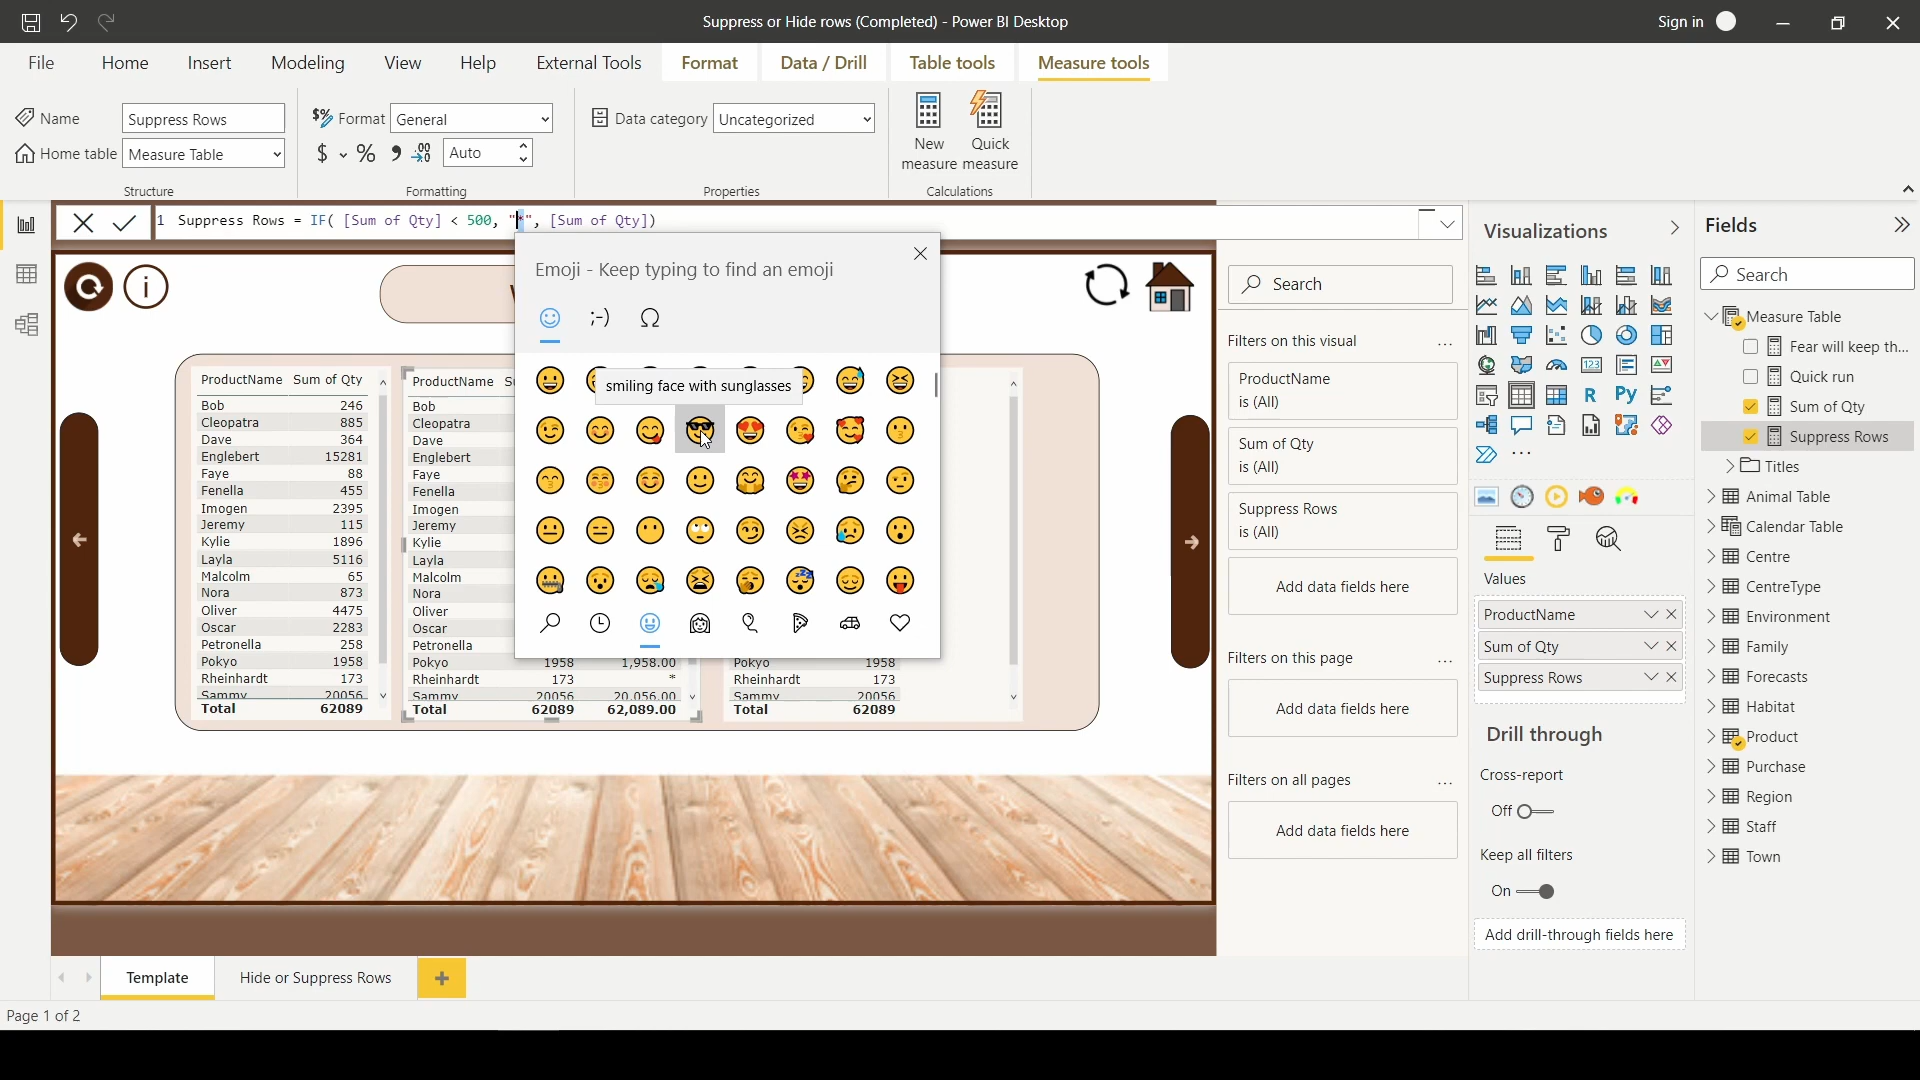 Suppress or Hide rows (Completed) - Power BI Desktop
Sign in
File Home Insert Modeling View Help External Tools Format Data / Drill Table tools Measure tools
Name Suppress Rows
Format General
Data category Uncategorized
Home table Measure Table
$ % Auto
New measure
Quick measure
Structure Formatting Properties Calculations
1 Suppress Rows = IF( [Sum of Qty] < 500, "*", [Sum of Qty])
Emoji - Keep typing to find an emoji
;-) Ω
smiling face with sunglasses
ProductName Sum of Qty
Bob 246
Cleopatra 885
Dave 364
Englebert 15281
Faye 88
Fenella 455
Imogen 2395
Jeremy 115
Kylie 1896
Layla 5116
Malcolm 65
Nora 873
Oliver 4475
Oscar 2283
Petronella 258
Pokyo 1958
Rheinhardt 173
Sammy 20056
Total 62089
ProductName
Bob
Cleopatra
Dave
Englebert
Faye
Fenella
Imogen
Jeremy
Kylie
Layla
Malcolm
Nora
Oliver
Oscar
Petronella
Pokyo 1958 1,958.00
Rheinhardt 173 *
Sammy 20056 20,056.00
Total 62089 62,089.00
Pokyo 1958
Rheinhardt 173
Sammy 20056
Total 62089
Search
Filters on this visual ...
ProductName
is (All)
Sum of Qty
is (All)
Suppress Rows
is (All)
Add data fields here
Filters on this page ...
Add data fields here
Filters on all pages ...
Add data fields here
Visualizations
123
R Py
...
Values
ProductName
Sum of Qty
Suppress Rows
Drill through
Cross-report
Off
Keep all filters
On
Add drill-through fields here
Fields
Search
Measure Table
Fear will keep th...
Quick run
Sum of Qty
Suppress Rows
Titles
Animal Table
Calendar Table
Centre
CentreType
Environment
Family
Forecasts
Habitat
Product
Purchase
Region
Staff
Town
Template
Hide or Suppress Rows
+
Page 1 of 2